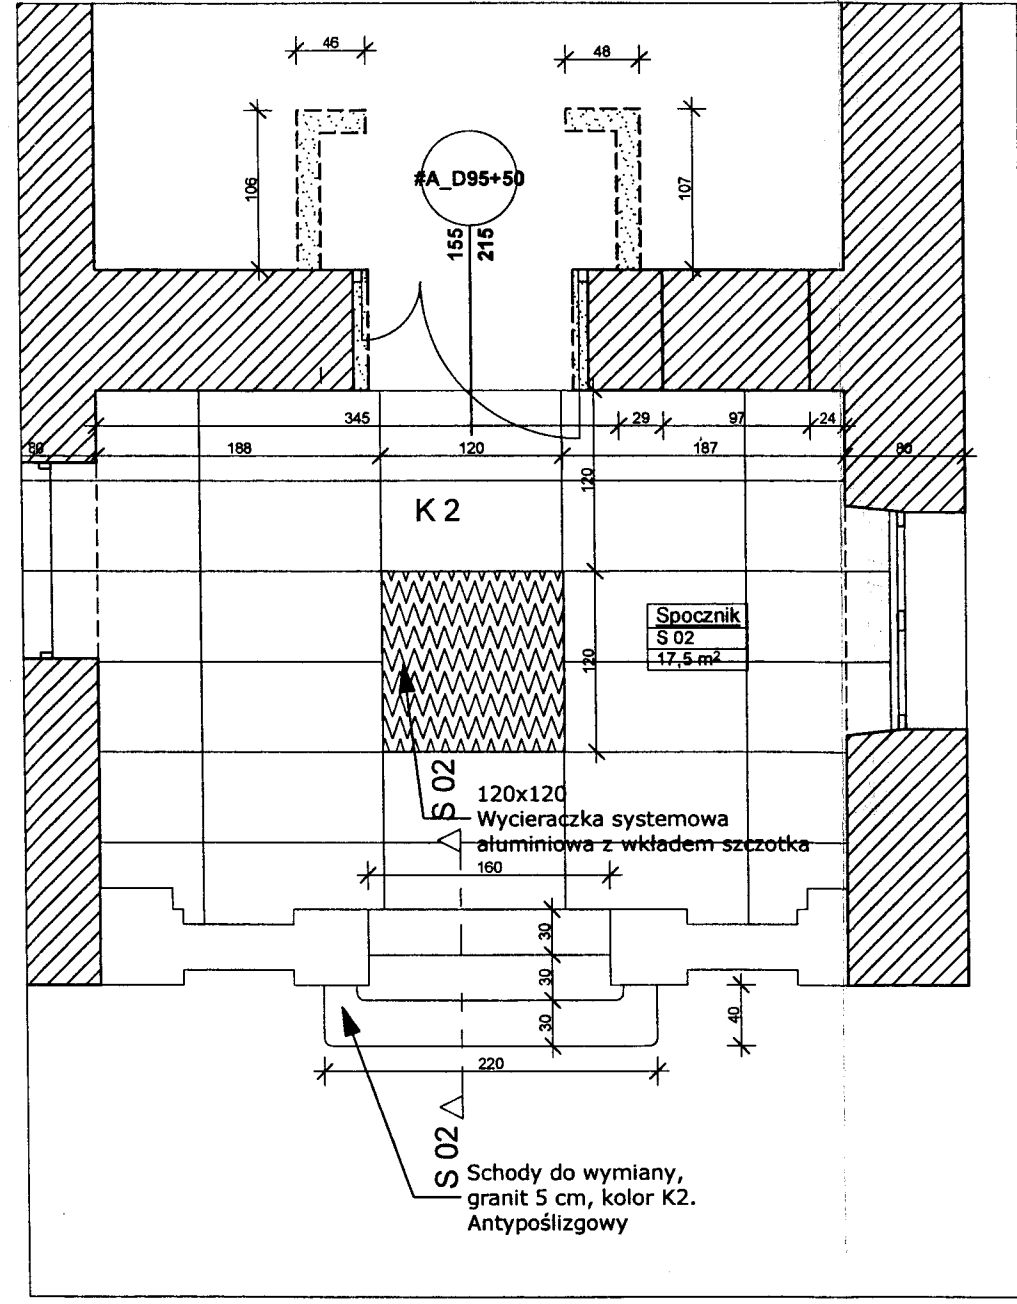 46
48
106
107
#A_D95+50
155
215
345
29
97
24
80
188
120
187
80
120
K 2
Spocznik
S 02
17,5 m²
120
S 02
120x120
Wycieraczka systemowa
aluminiowa z wkładem szczotka
160
30
30
30
40
220
S 02
Schody do wymiany,
granit 5 cm, kolor K2.
Antypoślizgowy